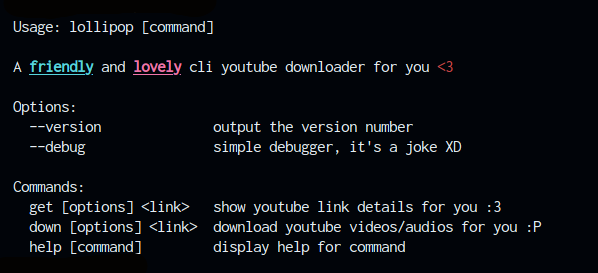 Usage: lollipop [command]
A friendly and lovely cli youtube downloader for you <3
Options:
--version output the version number
--debug simple debugger, it's a joke XD
Commands:
get [options] <link> show youtube link details for you :3
down [options] <link> download youtube videos/audios for you :P
help [command] display help for command